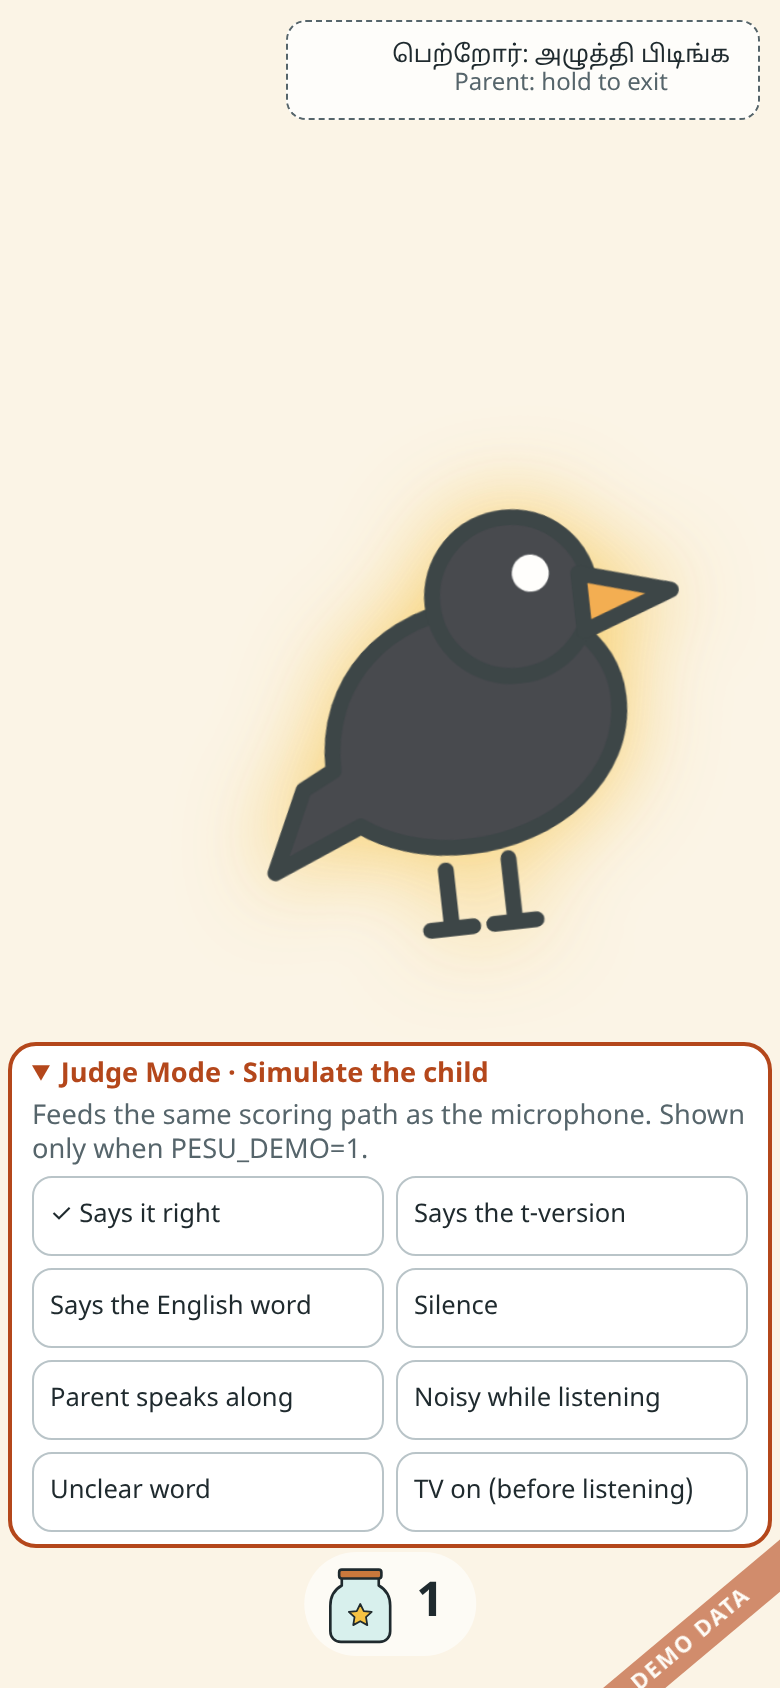 பெற்றோர்: அழுத்தி பிடிங்க
Parent: hold to exit
▼ Judge Mode · Simulate the child
Feeds the same scoring path as the microphone. Shown
only when PESU_DEMO=1.
✓ Says it right
Says the t-version
Says the English word
Silence
Parent speaks along
Noisy while listening
Unclear word
TV on (before listening)
1
DEMO DATA